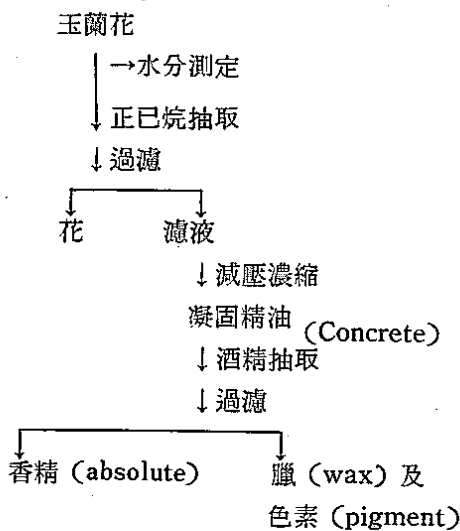 玉蘭花
→水分測定
正已烷抽取
↓過濾
花 濾液
↓減壓濃縮
凝固精油 (Concrete)
↓酒精抽取
↓過濾
香精 (absolute) 臘 (wax) 及
色素 (pigment)